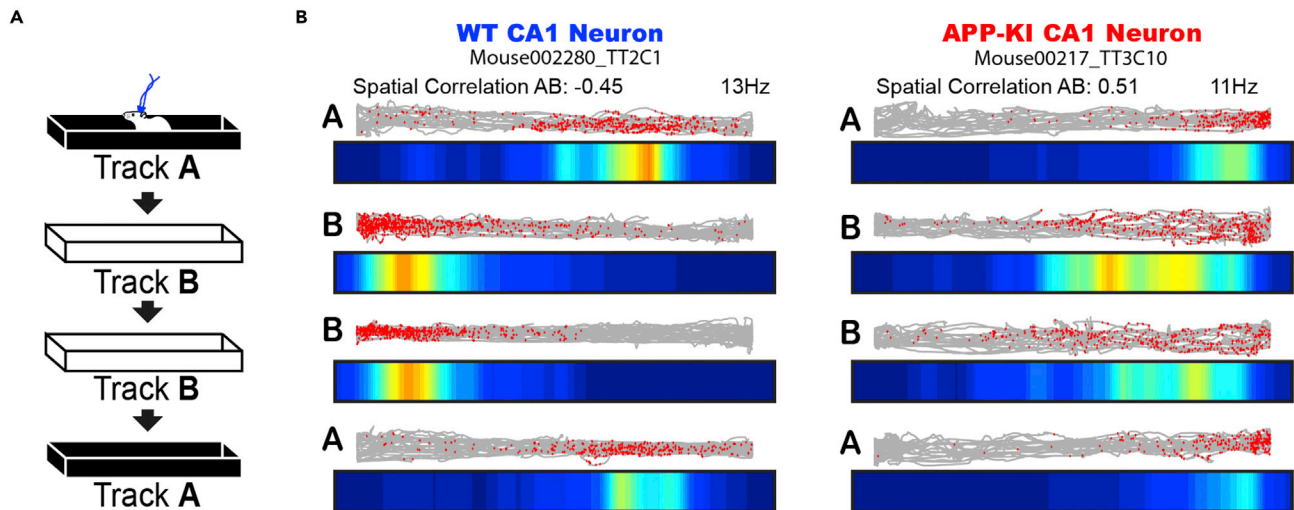 A
Track A
Track B
Track B
Track A
B
WT CA1 Neuron
Mouse002280_TT2C1
Spatial Correlation AB: -0.45 13Hz
A
B
B
A
APP-KI CA1 Neuron
Mouse00217_TT3C10
Spatial Correlation AB: 0.51 11Hz
A
B
B
A